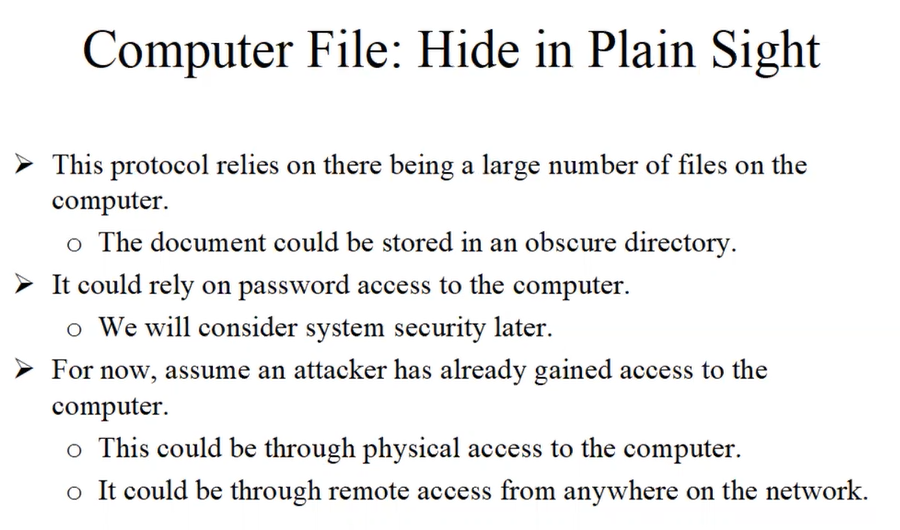 Computer File: Hide in Plain Sight
➤ This protocol relies on there being a large number of files on the
computer.
o The document could be stored in an obscure directory.
➤ It could rely on password access to the computer.
o We will consider system security later.
➤ For now, assume an attacker has already gained access to the
computer.
o This could be through physical access to the computer.
o It could be through remote access from anywhere on the network.